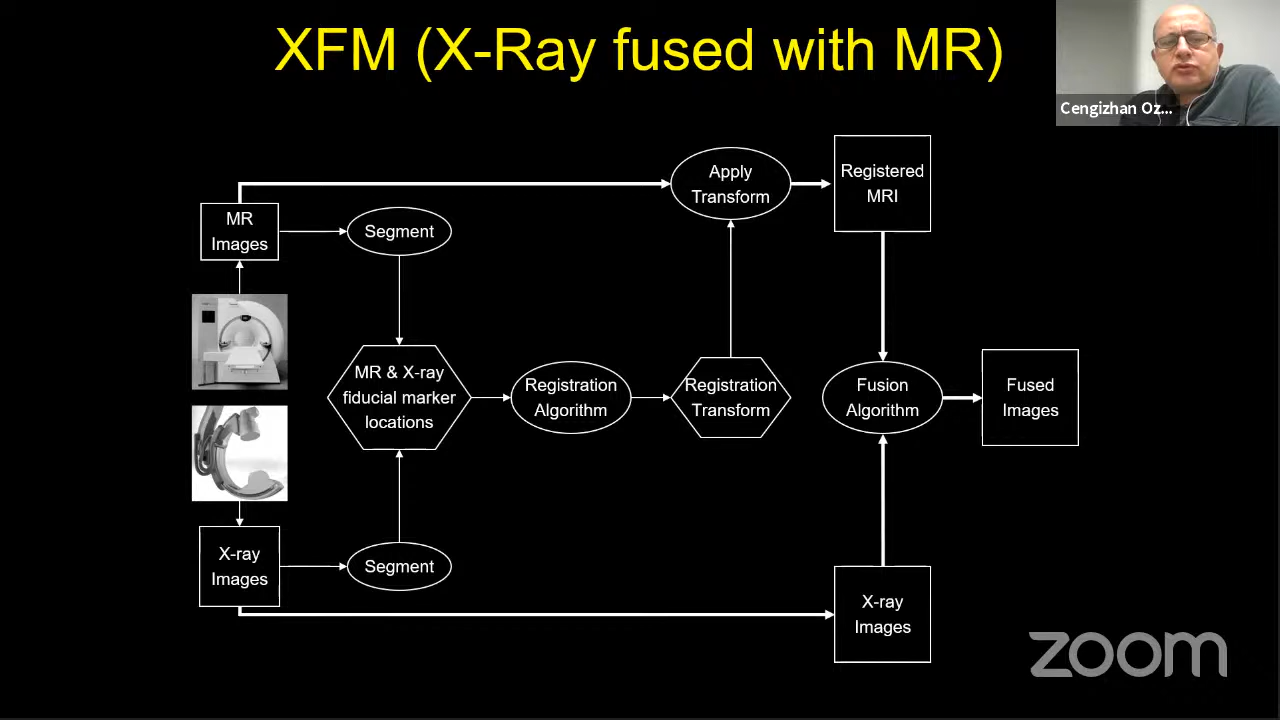 XFM (X-Ray fused with MR)
Cengizhan Oz...
MR
Images
Segment
Apply
Transform
Registered
MRI
MR & X-ray
fiducial marker
locations
Registration
Algorithm
Registration
Transform
Fusion
Algorithm
Fused
Images
X-ray
Images
Segment
X-ray
Images
zoom